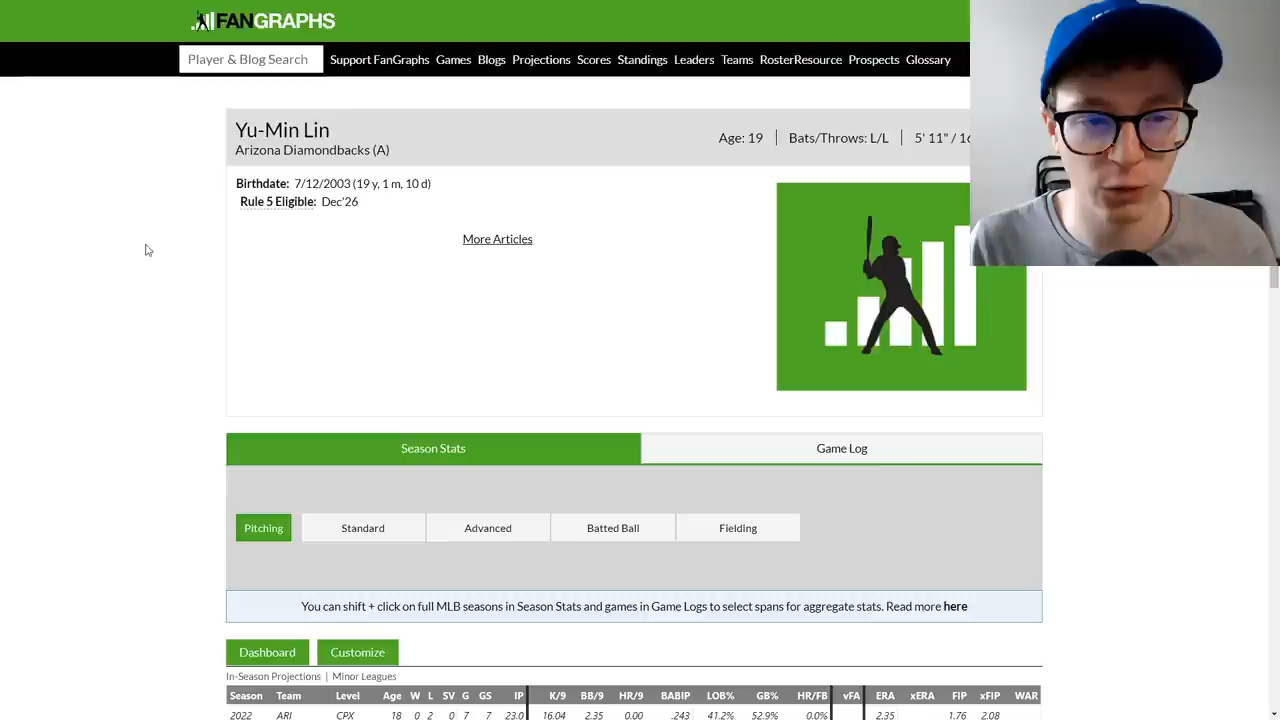 FANGRAPHS
Player & Blog Search Support FanGraphs Games Blogs Projections Scores Standings Leaders Teams RosterResource Prospects Glossary
Yu-Min Lin
Arizona Diamondbacks (A)
Age: 19 Bats/Throws: L/L 5' 11" / 16
Birthdate: 7/12/2003 (19 y, 1 m, 10 d)
Rule 5 Eligible: Dec'26
More Articles
Season Stats Game Log
Pitching Standard Advanced Batted Ball Fielding
You can shift + click on full MLB seasons in Season Stats and games in Game Logs to select spans for aggregate stats. Read more here
Dashboard Customize
In-Season Projections | Minor Leagues
Season Team Level Age W L SV G GS IP K/9 BB/9 HR/9 BABIP LOB% GB% HR/FB vFA ERA xERA FIP xFIP WAR
2022 ARI CPX 18 0 2 0 7 7 23.0 16.04 2.35 0.00 .243 41.2% 52.9% 0.0% 2.35 1.76 2.08